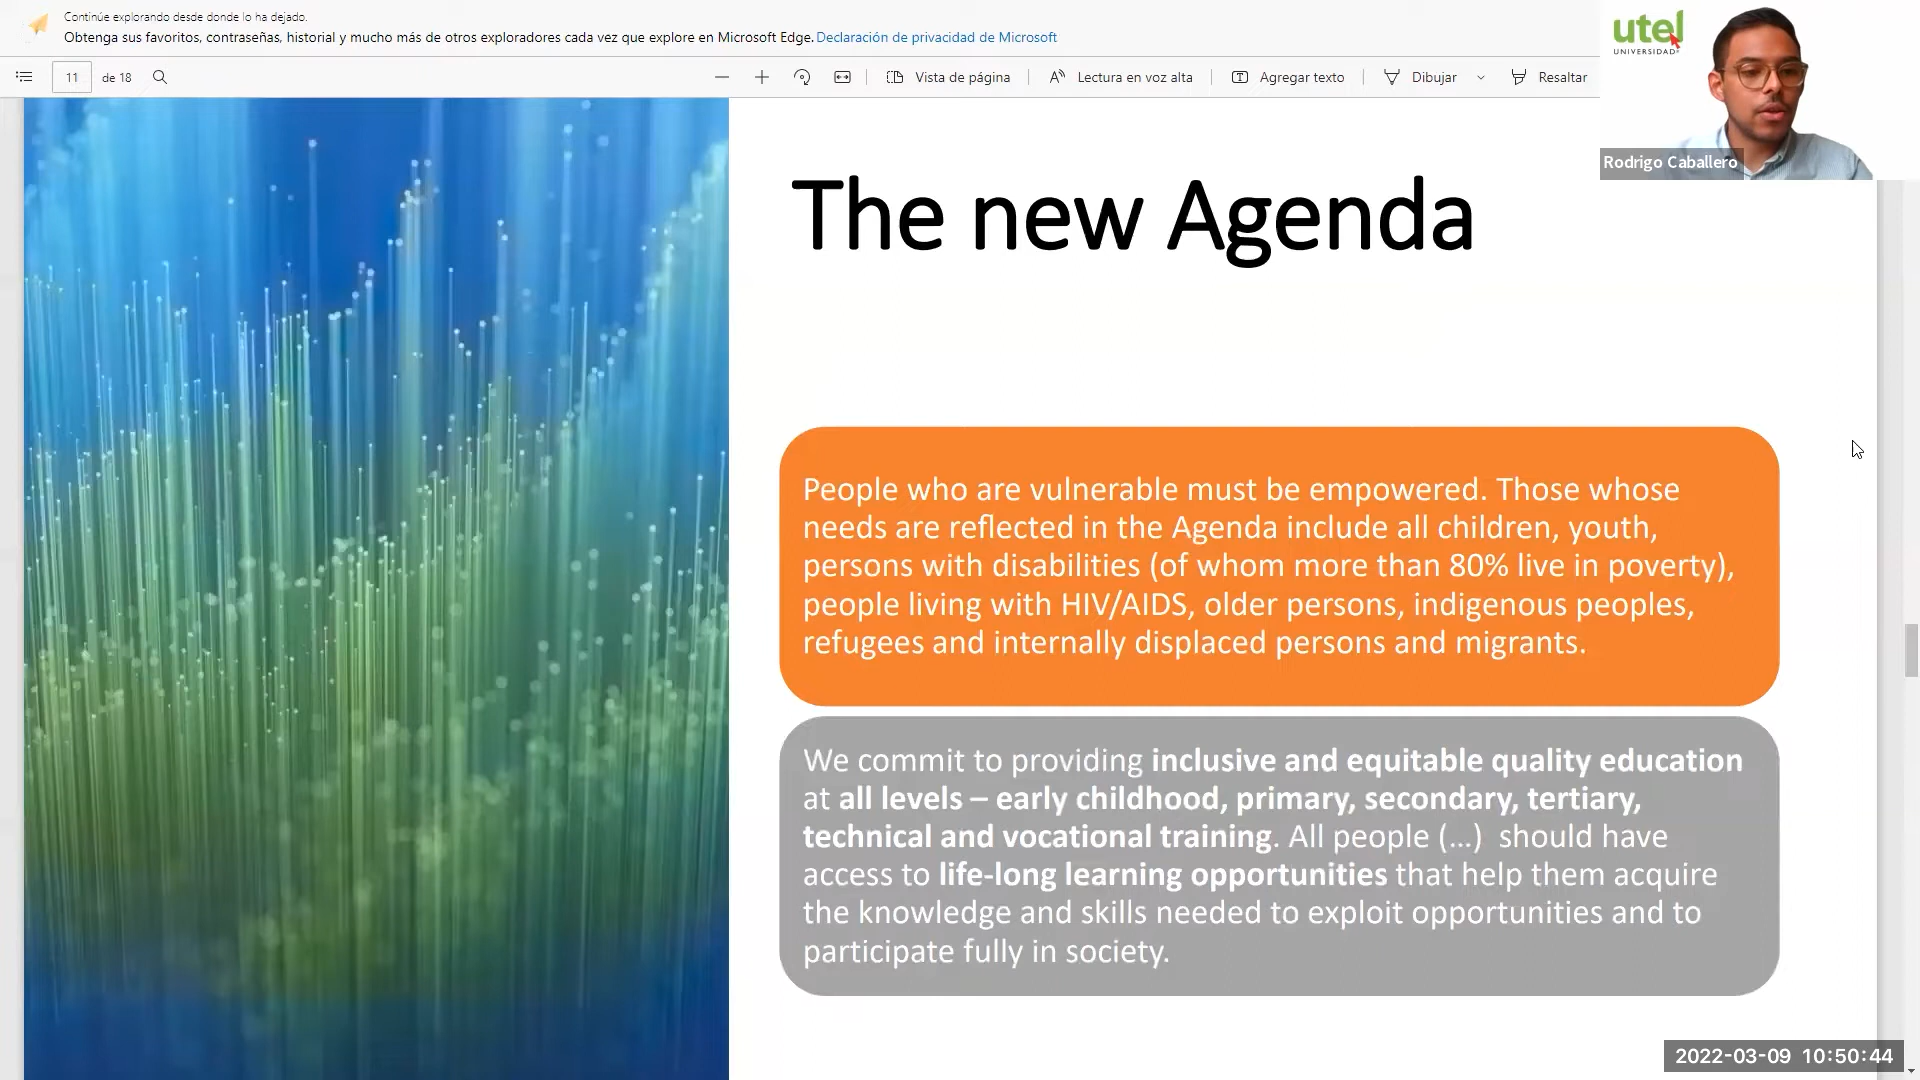 Continúe explorando desde donde lo ha dejado.
Obtenga sus favoritos, contraseñas, historial y mucho más de otros exploradores cada vez que explore en Microsoft Edge. Declaración de privacidad de Microsoft
utel
UNIVERSIDAD
11 de 18
Vista de página
Lectura en voz alta
Agregar texto
Dibujar
Resaltar
Rodrigo Caballero
The new Agenda
People who are vulnerable must be empowered. Those whose
needs are reflected in the Agenda include all children, youth,
persons with disabilities (of whom more than 80% live in poverty),
people living with HIV/AIDS, older persons, indigenous peoples,
refugees and internally displaced persons and migrants.
We commit to providing inclusive and equitable quality education
at all levels – early childhood, primary, secondary, tertiary,
technical and vocational training. All people (...) should have
access to life-long learning opportunities that help them acquire
the knowledge and skills needed to exploit opportunities and to
participate fully in society.
2022-03-09 10:50:44